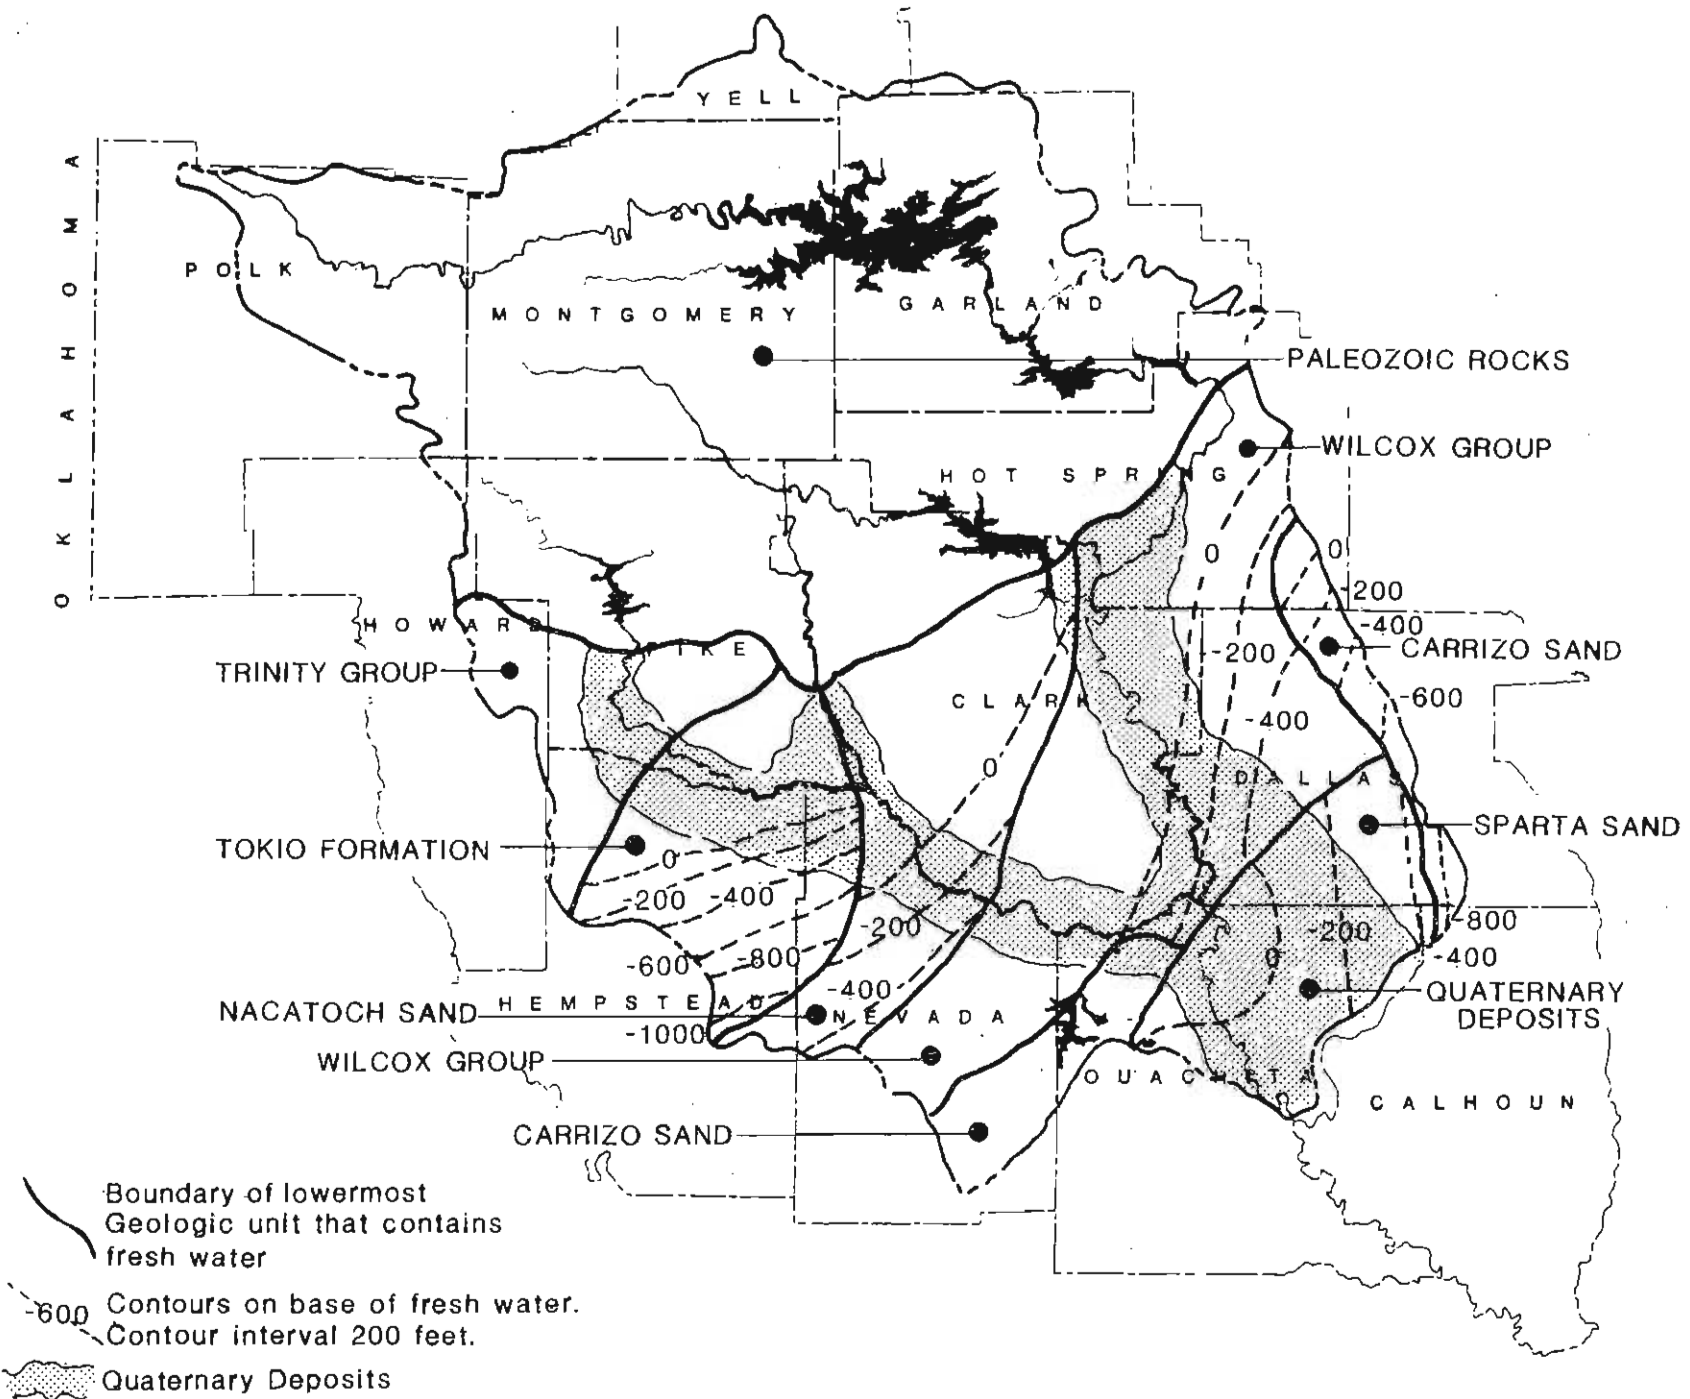 YELL
OKLAHOMA
POLK
MONTGOMERY
GARLAND
PALEOZOIC ROCKS
WILCOX GROUP
HOT SPRING
0
0
-200
-400
CARRIZO SAND
HOWARD
PIKE
-200
TRINITY GROUP
-600
CLARK
-400
0
DALLAS
SPARTA SAND
TOKIO FORMATION
0
-200
-400
-800
-200
-200
-600
-800
0
-400
-400
QUATERNARY
DEPOSITS
NACATOCH SAND
HEMPSTEAD
NEVADA
-1000
WILCOX GROUP
OUACHITA
CALHOUN
CARRIZO SAND
Boundary of lowermost
Geologic unit that contains
fresh water
-600
Contours on base of fresh water.
Contour interval 200 feet.
Quaternary Deposits